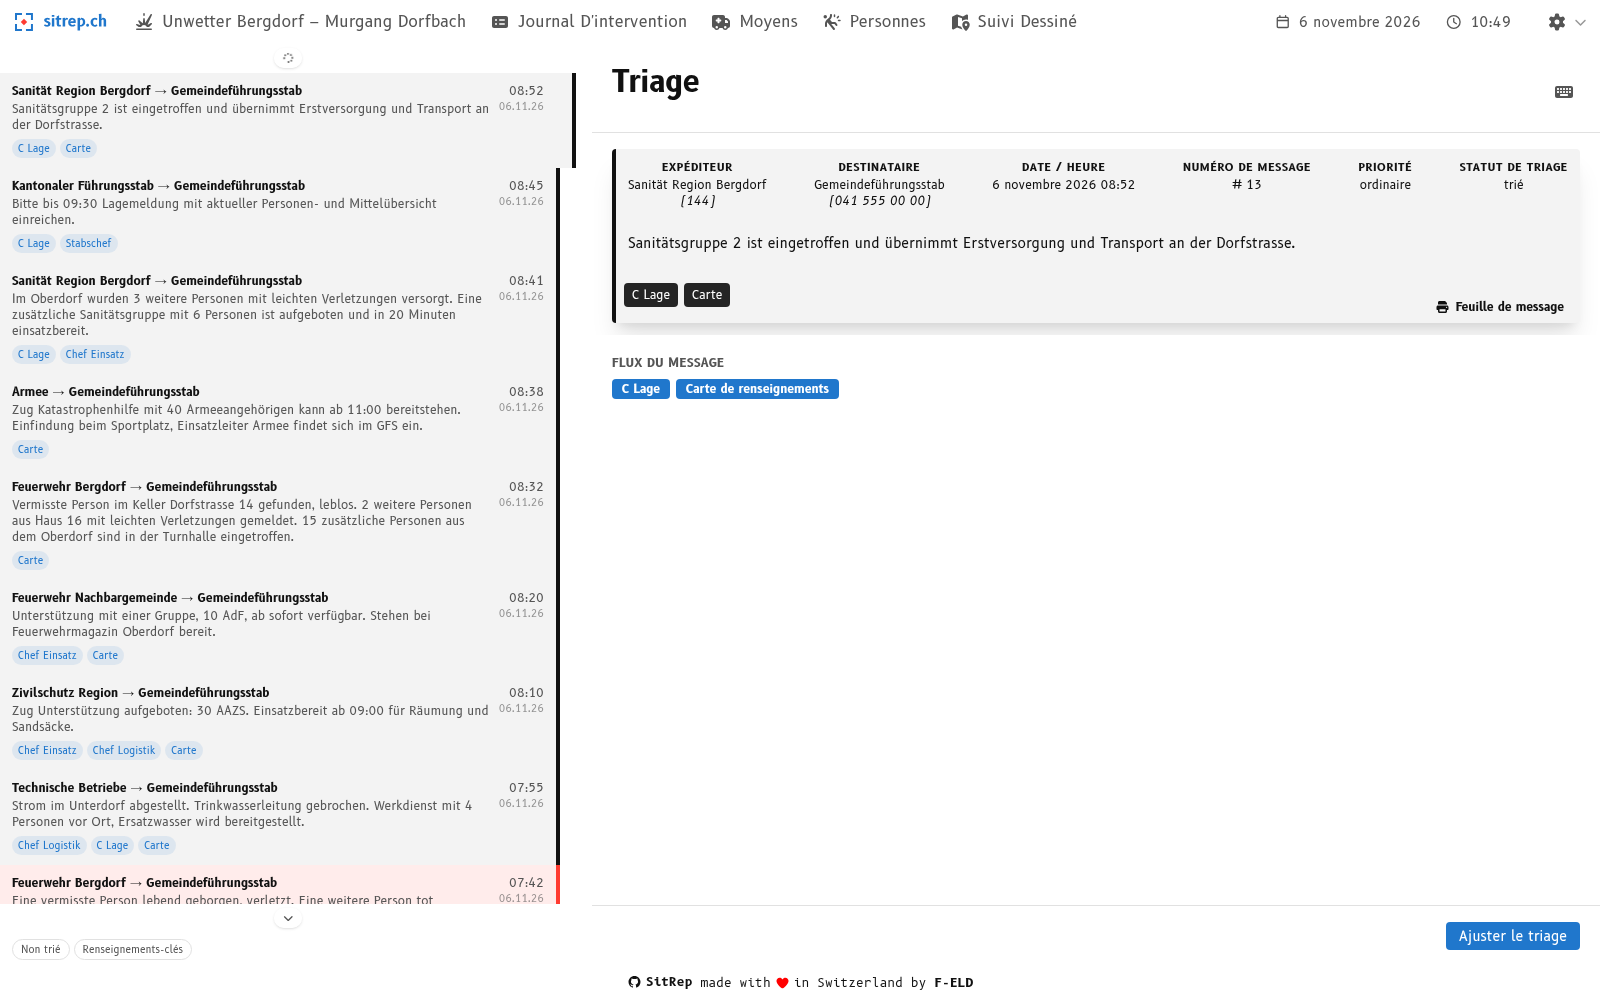 sitrep.ch
Unwetter Bergdorf – Murgang Dorfbach
Journal D'intervention
Moyens
Personnes
Suivi Dessiné
6 novembre 2026
10:49
Sanität Region Bergdorf → Gemeindeführungsstab
08:52
Sanitätsgruppe 2 ist eingetroffen und übernimmt Erstversorgung und Transport an
06.11.26
der Dorfstrasse.
C Lage
Carte
Kantonaler Führungsstab → Gemeindeführungsstab
08:45
Bitte bis 09:30 Lagemeldung mit aktueller Personen- und Mittelübersicht
06.11.26
einreichen.
C Lage
Stabschef
Sanität Region Bergdorf → Gemeindeführungsstab
08:41
Im Oberdorf wurden 3 weitere Personen mit leichten Verletzungen versorgt. Eine
06.11.26
zusätzliche Sanitätsgruppe mit 6 Personen ist aufgeboten und in 20 Minuten
einsatzbereit.
C Lage
Chef Einsatz
Armee → Gemeindeführungsstab
08:38
Zug Katastrophenhilfe mit 40 Armeeangehörigen kann ab 11:00 bereitstehen.
06.11.26
Einfindung beim Sportplatz, Einsatzleiter Armee findet sich im GFS ein.
Carte
Feuerwehr Bergdorf → Gemeindeführungsstab
08:32
Vermisste Person im Keller Dorfstrasse 14 gefunden, leblos. 2 weitere Personen
06.11.26
aus Haus 16 mit leichten Verletzungen gemeldet. 15 zusätzliche Personen aus
dem Oberdorf sind in der Turnhalle eingetroffen.
Carte
Feuerwehr Nachbargemeinde → Gemeindeführungsstab
08:20
Unterstützung mit einer Gruppe, 10 AdF, ab sofort verfügbar. Stehen bei
06.11.26
Feuerwehrmagazin Oberdorf bereit.
Chef Einsatz
Carte
Zivilschutz Region → Gemeindeführungsstab
08:10
Zug Unterstützung aufgeboten: 30 AAZS. Einsatzbereit ab 09:00 für Räumung und
06.11.26
Sandsäcke.
Chef Einsatz
Chef Logistik
Carte
Technische Betriebe → Gemeindeführungsstab
07:55
Strom im Unterdorf abgestellt. Trinkwasserleitung gebrochen. Werkdienst mit 4
06.11.26
Personen vor Ort, Ersatzwasser wird bereitgestellt.
Chef Logistik
C Lage
Carte
Feuerwehr Bergdorf → Gemeindeführungsstab
07:42
Eine vermisste Person lebend geborgen, verletzt. Eine weitere Person tot
06.11.26
Non trié
Renseignements-clés
Triage
EXPÉDITEUR
Sanität Region Bergdorf
[144]
DESTINATAIRE
Gemeindeführungsstab
[041 555 00 00]
DATE / HEURE
6 novembre 2026 08:52
NUMÉRO DE MESSAGE
# 13
PRIORITÉ
ordinaire
STATUT DE TRIAGE
trié
Sanitätsgruppe 2 ist eingetroffen und übernimmt Erstversorgung und Transport an der Dorfstrasse.
C Lage
Carte
Feuille de message
FLUX DU MESSAGE
C Lage
Carte de renseignements
Ajuster le triage
SitRep made with in Switzerland by F-ELD